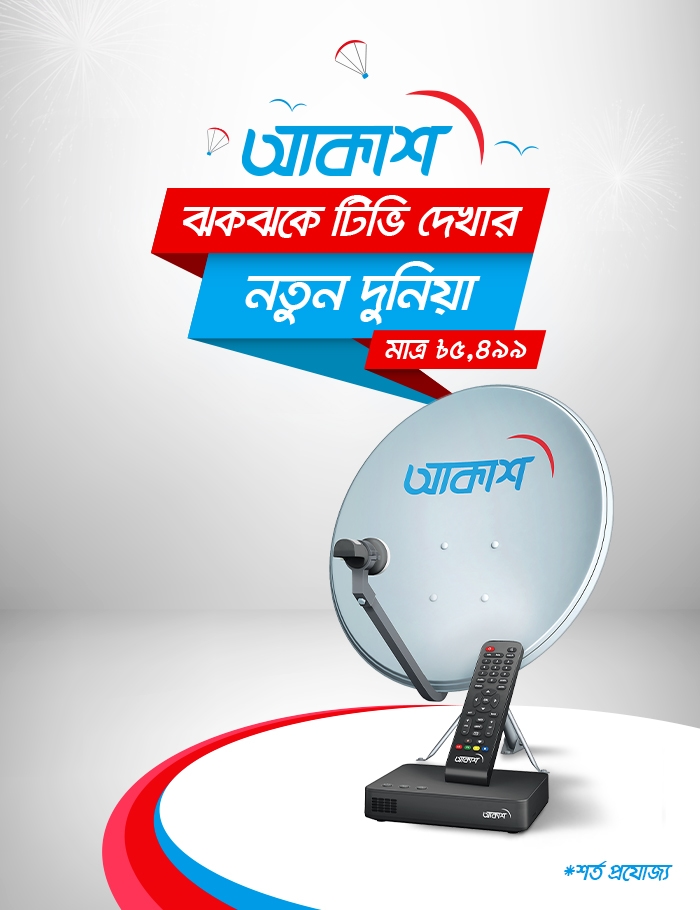 আকাশ
ঝকঝকে টিভি দেখার
নতুন দুনিয়া
মাত্র ৳৫,৪৯৯
আকাশ
আকাশ
আকাশ
*শর্ত প্রযোজ্য